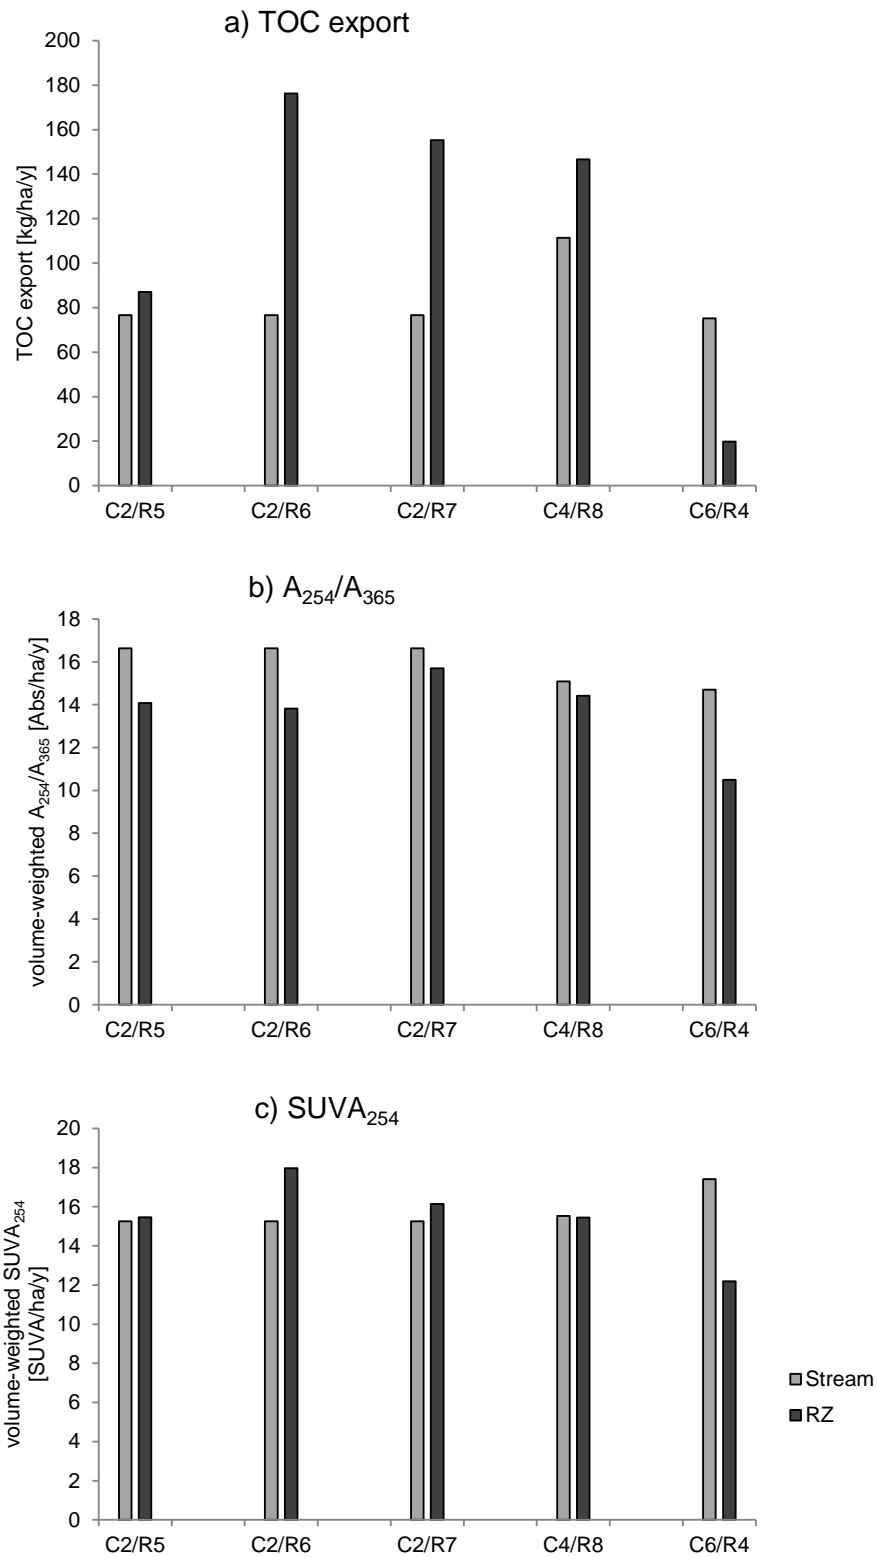 a) TOC export
TOC export [kg/ha/y]
200
180
160
140
120
100
80
60
40
20
0
C2/R5 C2/R6 C2/R7 C4/R8 C6/R4
b) A254/A365
volume-weighted A254/A365 [Abs/ha/y]
18
16
14
12
10
8
6
4
2
0
C2/R5 C2/R6 C2/R7 C4/R8 C6/R4
c) SUVA254
volume-weighted SUVA254
[SUVA/ha/y]
20
18
16
14
12
10
8
6
4
2
0
C2/R5 C2/R6 C2/R7 C4/R8 C6/R4
Stream
RZ